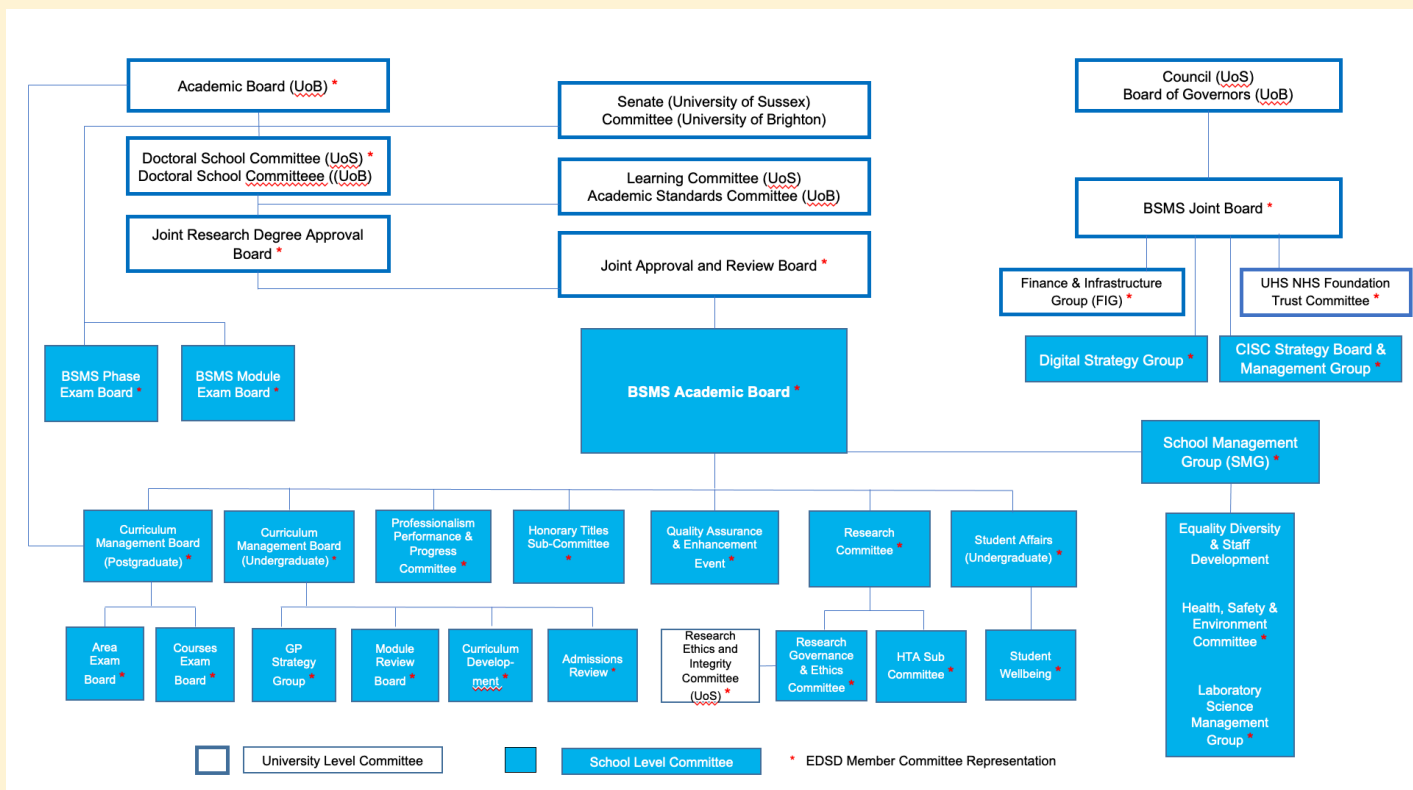 Academic Board (UoB) *
Senate (University of Sussex)
Committee (University of Brighton)
Council (UoS)
Board of Governors (UoB)
Doctoral School Committee (UoS) *
Doctoral School Committeee ((UoB)
Learning Committee (UoS)
Academic Standards Committee (UoB)
BSMS Joint Board *
Joint Research Degree Approval
Board *
Joint Approval and Review Board *
Finance & Infrastructure
Group (FIG) *
UHS NHS Foundation
Trust Committee *
Digital Strategy Group *
CISC Strategy Board &
Management Group *
BSMS Phase
Exam Board *
BSMS Module
Exam Board *
BSMS Academic Board *
School Management
Group (SMG) *
Curriculum
Management Board
(Postgraduate) *
Curriculum
Management Board
(Undergraduate) *
Professionalism
Performance &
Progress
Committee *
Honorary Titles
Sub-Committee
*
Quality Assurance
& Enhancement
Event *
Research
Committee *
Student Affairs
(Undergraduate) *
Equality Diversity
& Staff
Development
Health, Safety &
Environment
Committee *
Laboratory
Science
Management
Group *
Area
Exam
Board *
Courses
Exam
Board *
GP
Strategy
Group *
Module
Review
Board *
Curriculum
Develop-
ment *
Admissions
Review *
Research
Ethics and
Integrity
Committee
(UoS) *
Research
Governance
& Ethics
Committee *
HTA Sub
Committee *
Student
Wellbeing *
University Level Committee
School Level Committee
* EDSD Member Committee Representation